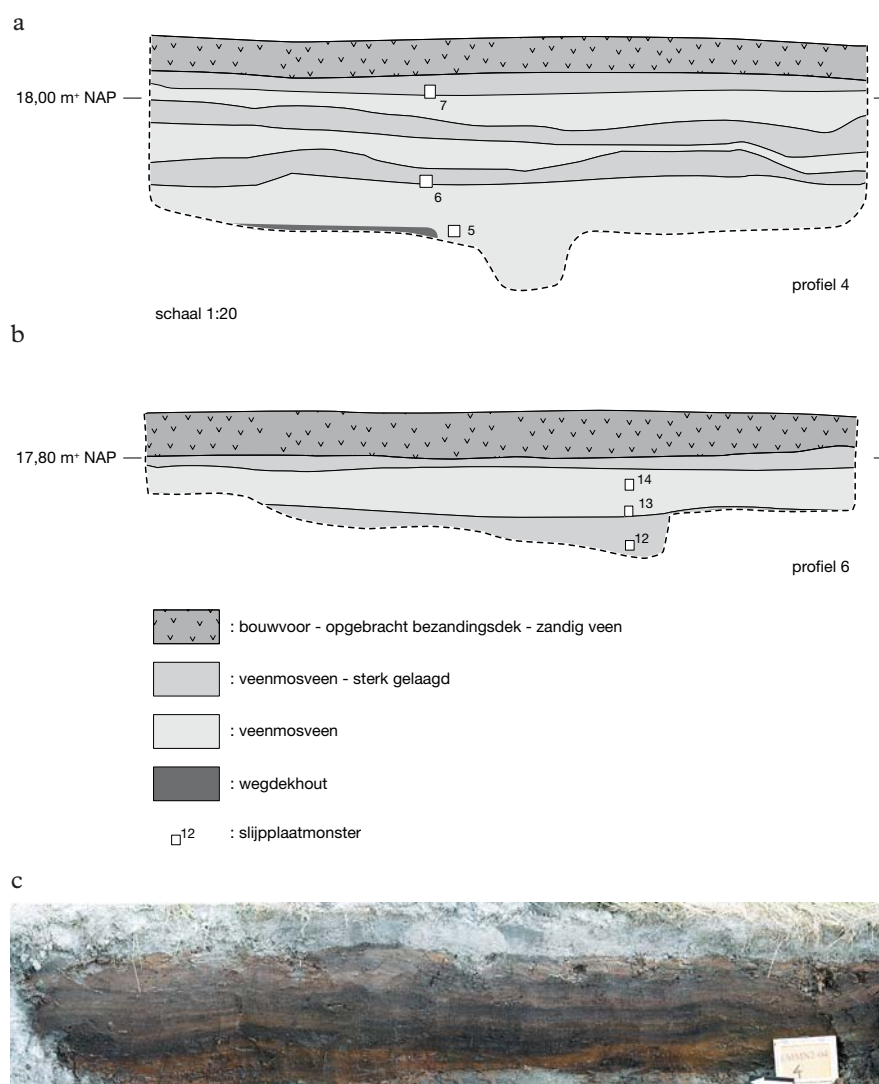 a
18,00 m+ NAP
7
6
5
profiel 4
schaal 1:20
b
17,80 m+ NAP
14
13
12
profiel 6
: bouwvoor - opgebracht bezandingsdek - zandig veen
: veenmosveen - sterk gelaagd
: veenmosveen
: wegdekhout
12 : slijpplaatmonster
c
4